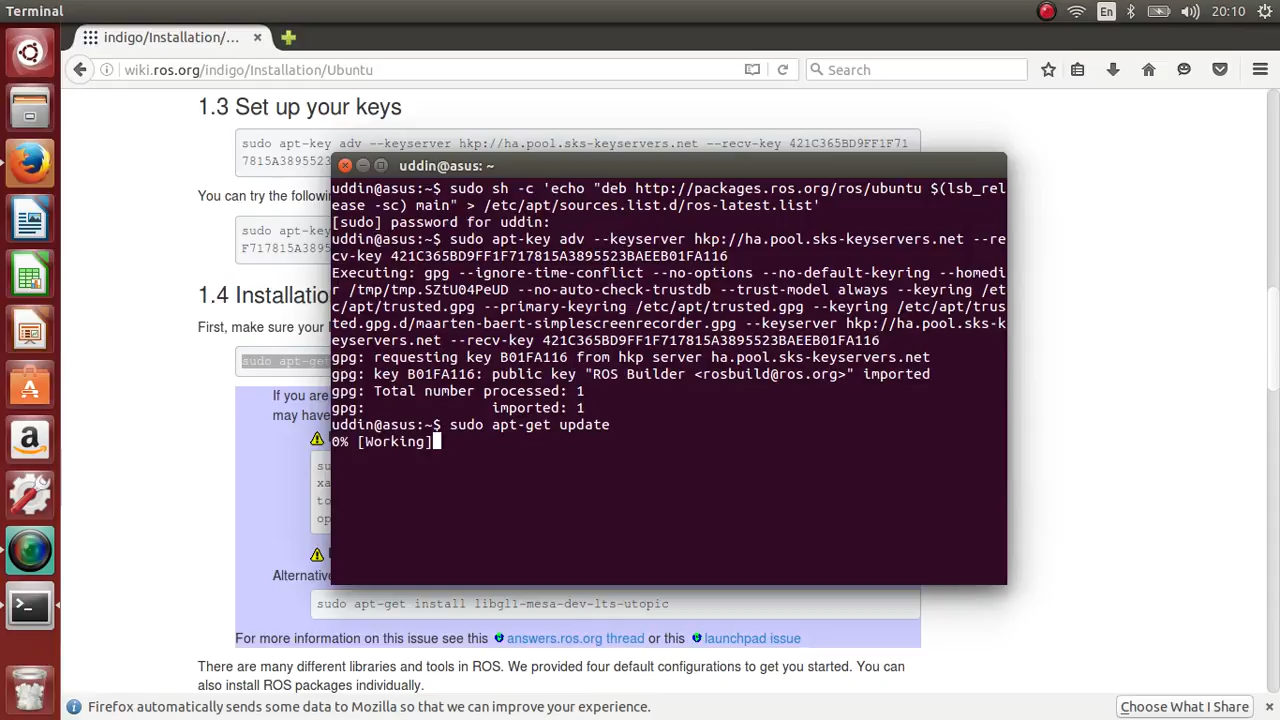 Terminal
En
20:10
indigo/Installation/...
wiki.ros.org/indigo/Installation/Ubuntu
Search
1.3 Set up your keys
sudo apt-key adv --keyserver hkp://ha.pool.sks-keyservers.net --recv-key 421C365BD9FF1F71
7815A3895523
You can try the following
sudo apt-key
F717815A3895
uddin@asus: ~
uddin@asus:~$ sudo sh -c 'echo "deb http://packages.ros.org/ros/ubuntu $(lsb_rel
ease -sc) main" > /etc/apt/sources.list.d/ros-latest.list'
[sudo] password for uddin:
uddin@asus:~$ sudo apt-key adv --keyserver hkp://ha.pool.sks-keyservers.net --re
cv-key 421C365BD9FF1F717815A3895523BAEEB01FA116
Executing: gpg --ignore-time-conflict --no-options --no-default-keyring --homedi
r /tmp/tmp.SZtU04PeUD --no-auto-check-trustdb --trust-model always --keyring /et
c/apt/trusted.gpg --primary-keyring /etc/apt/trusted.gpg --keyring /etc/apt/trus
ted.gpg.d/maarten-baert-simplescreenrecorder.gpg --keyserver hkp://ha.pool.sks-k
eyservers.net --recv-key 421C365BD9FF1F717815A3895523BAEEB01FA116
gpg: requesting key B01FA116 from hkp server ha.pool.sks-keyservers.net
gpg: key B01FA116: public key "ROS Builder <rosbuild@ros.org>" imported
gpg: Total number processed: 1
gpg: imported: 1
uddin@asus:~$ sudo apt-get update
0% [Working]
1.4 Installation
First, make sure your
sudo apt-get
If you are
may have
su
xa
to
op
Alternative
sudo apt-get install libgl1-mesa-dev-lts-utopic
For more information on this issue see this answers.ros.org thread or this launchpad issue
There are many different libraries and tools in ROS. We provided four default configurations to get you started. You can
also install ROS packages individually.
Firefox automatically sends some data to Mozilla so that we can improve your experience.
Choose What I Share